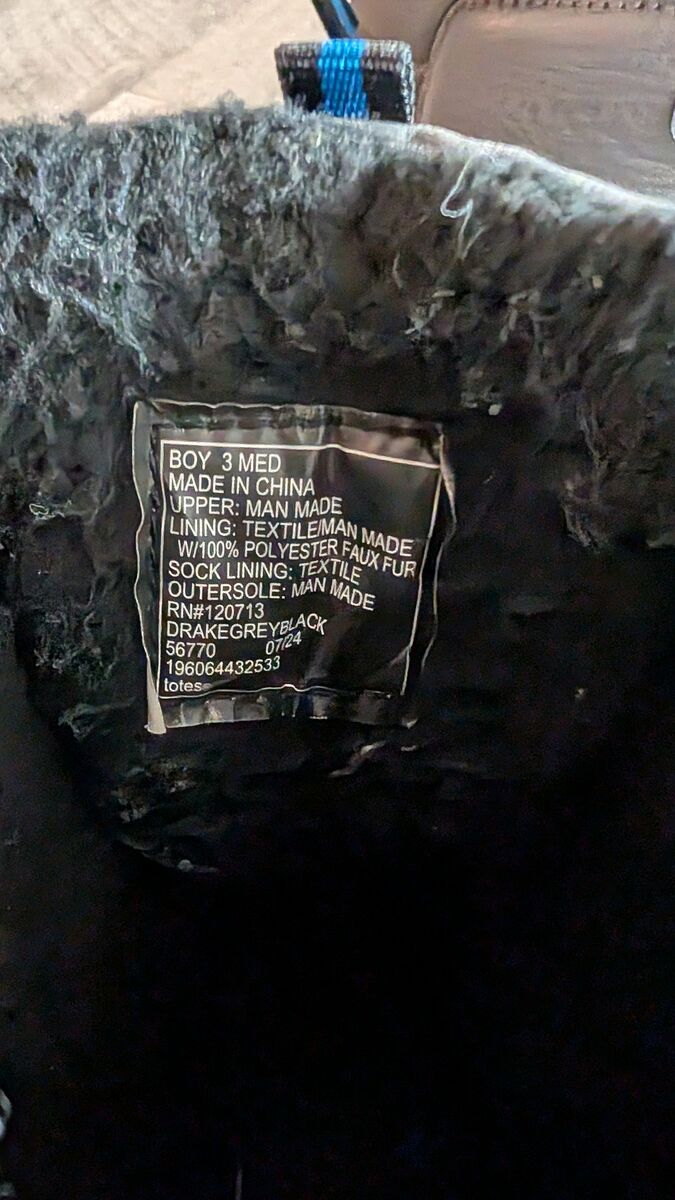 BOY 3 MED
MADE IN CHINA
UPPER: MAN MADE
LINING: TEXTILE/MAN MADE
W/100% POLYESTER FAUX FUR
SOCK LINING: TEXTILE
OUTERSOLE: MAN MADE
RN#120713
DRAKEGREYBLACK
56770 07/24
196064432533
totes